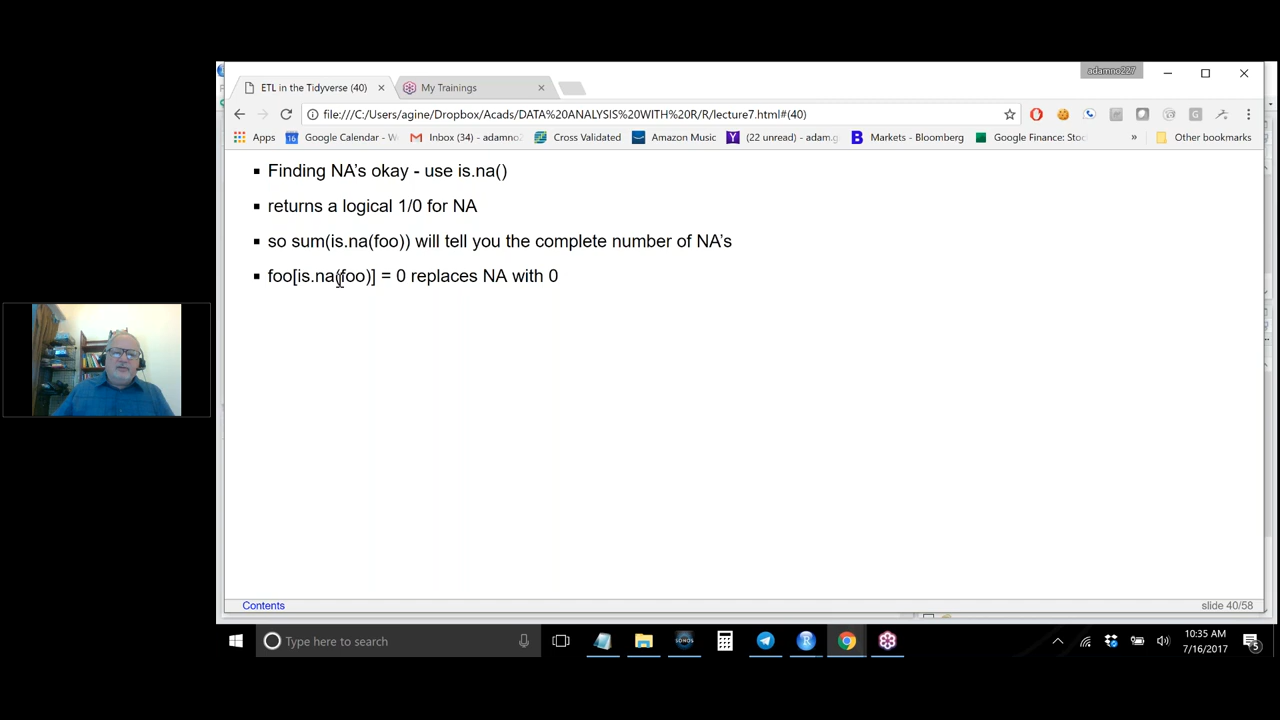 adamno227
ETL in the Tidyverse (40)
My Trainings
file:///C:/Users/agine/Dropbox/Acads/DATA%20ANALYSIS%20WITH%20R/R/lecture7.html#(40)
Apps
Google Calendar - W
Inbox (34) - adamno
Cross Validated
Amazon Music
(22 unread) - adam.g
Markets - Bloomberg
Google Finance: Stoc
»
Other bookmarks
▪ Finding NA’s okay - use is.na()
▪ returns a logical 1/0 for NA
▪ so sum(is.na(foo)) will tell you the complete number of NA’s
▪ foo[is.na(foo)] = 0 replaces NA with 0
Contents
slide 40/58
Type here to search
SONOS
10:35 AM
7/16/2017
5